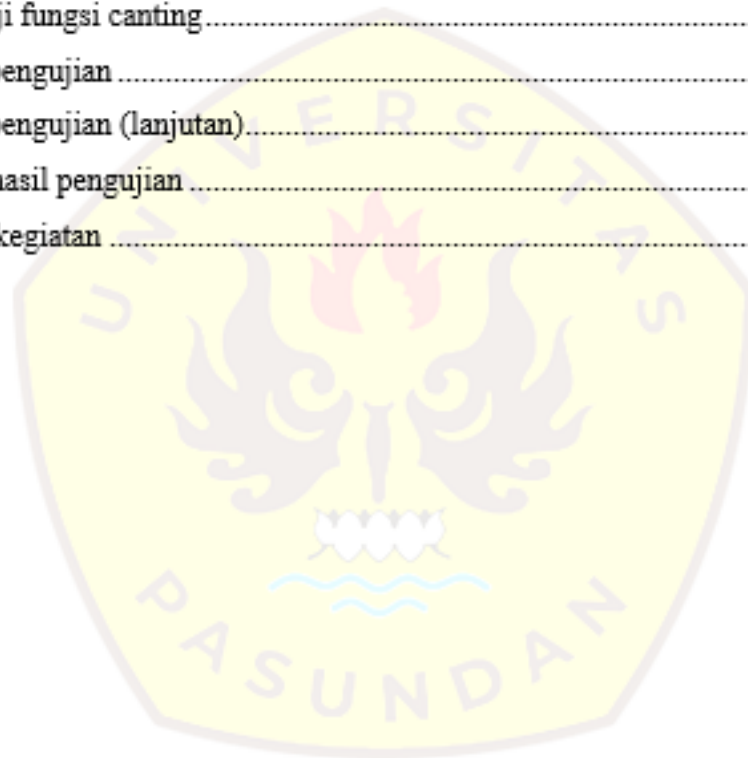 ji fungsi canting................................................................................
pengujian................................................................................
pengujian (lanjutan)................................................................................
hasil pengujian................................................................................
kegiatan................................................................................
UNIVERSITAS
PASUNDAN